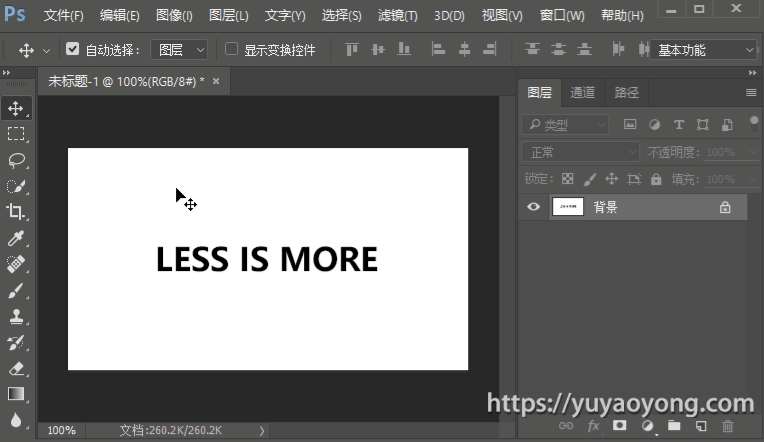 Ps 文件(F) 编辑(E) 图像(I) 图层(L) 文字(Y) 选择(S) 滤镜(T) 3D(D) 视图(V) 窗口(W) 帮助(H)
自动选择： 图层 显示变换控件 基本功能
未标题-1 @ 100%(RGB/8#) * ×
图层 通道 路径
类型
正常 不透明度： 100%
锁定： 填充： 100%
背景
LESS IS MORE
https://yuyaoyong.com
fx
100% 文档:260.2K/260.2K